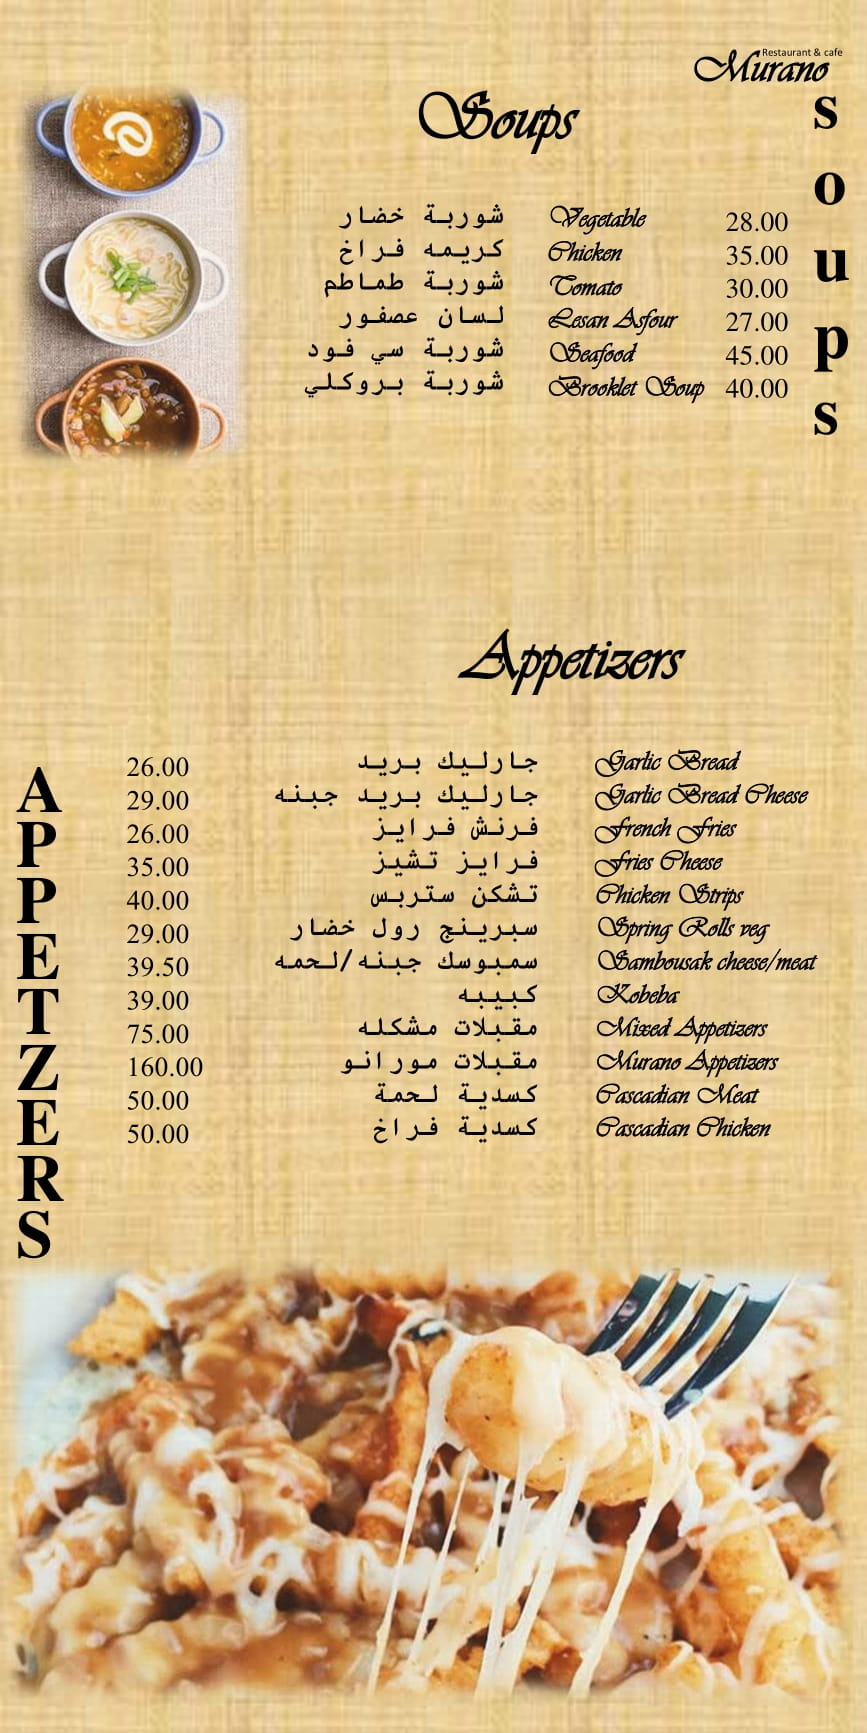 Restaurant & cafe
Murano
Soups
soups
شوربة خضار Vegetable 28.00
كريمه فراخ Chicken 35.00
شوربة طماطم Tomato 30.00
لسان عصفور Lesan Asfour 27.00
شوربة سي فود Seafood 45.00
شوربة بروكلي Brooklet Soup 40.00
Appetizers
APPETZERS
26.00 جارليك بريد Garlic Bread
29.00 جارليك بريد جبنه Garlic Bread Cheese
26.00 فرنش فرايز French Fries
35.00 فرايز تشيز Fries Cheese
40.00 تشكن ستربس Chicken Strips
29.00 سبرينج رول خضار Spring Rolls veg
39.50 سمبوسك جبنه/لحمه Sambousak cheese/meat
39.00 كبيبه Kobeba
75.00 مقبلات مشكله Mixed Appetizers
160.00 مقبلات مورانو Murano Appetizers
50.00 كسدية لحمة Cascadian Meat
50.00 كسدية فراخ Cascadian Chicken